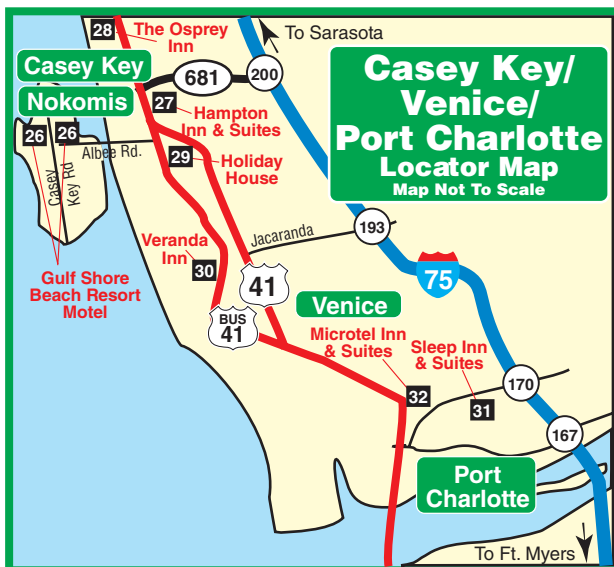 28
The Osprey
Inn
To Sarasota
Casey Key
Nokomis
681
200
Casey Key/
Venice/
Port Charlotte
Locator Map
Map Not To Scale
27
Hampton
Inn & Suites
26
26
Albee Rd.
Casey
Key Rd
29
Holiday
House
193
Jacaranda
Veranda
Inn
30
Gulf Shore
Beach Resort
Motel
41
75
BUS
41
Venice
Microtel Inn
& Suites
Sleep Inn
& Suites
32
31
170
167
Port
Charlotte
To Ft. Myers